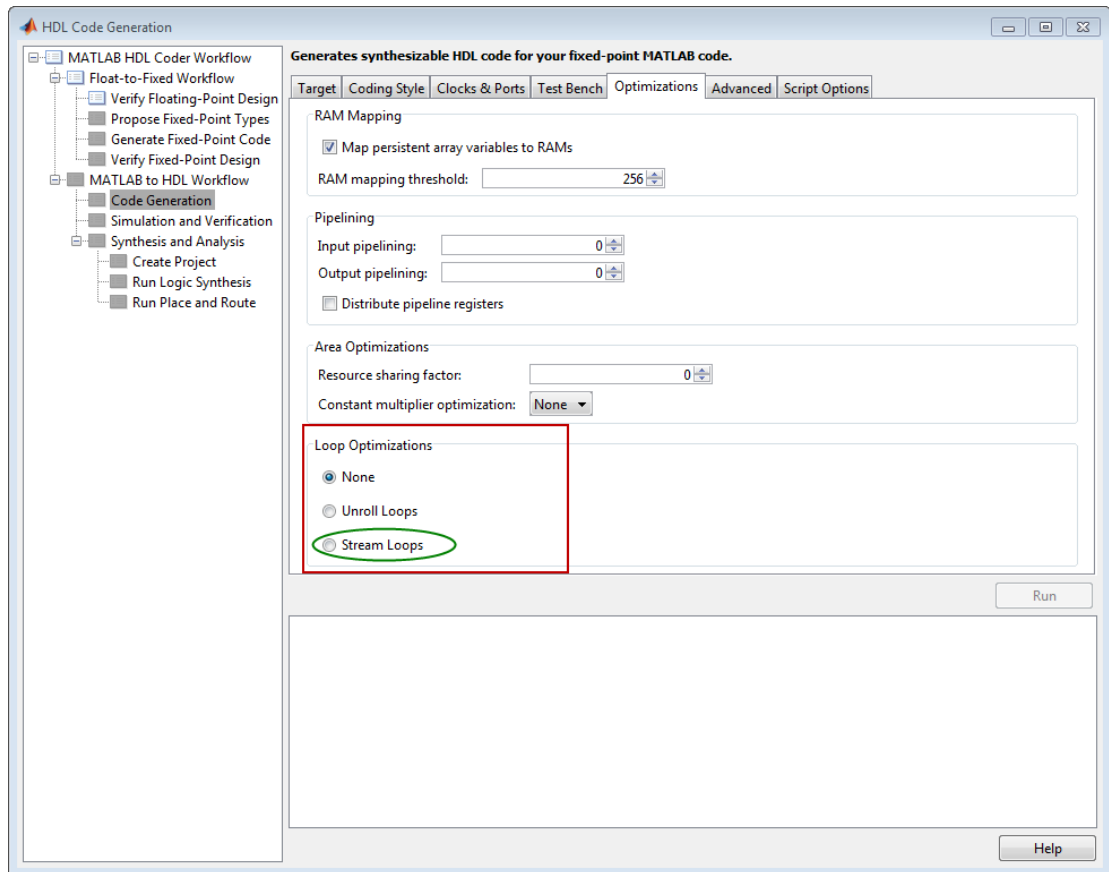 HDL Code Generation
MATLAB HDL Coder Workflow
Float-to-Fixed Workflow
Verify Floating-Point Design
Propose Fixed-Point Types
Generate Fixed-Point Code
Verify Fixed-Point Design
MATLAB to HDL Workflow
Code Generation
Simulation and Verification
Synthesis and Analysis
Create Project
Run Logic Synthesis
Run Place and Route
Generates synthesizable HDL code for your fixed-point MATLAB code.
Target Coding Style Clocks & Ports Test Bench Optimizations Advanced Script Options
RAM Mapping
Map persistent array variables to RAMs
RAM mapping threshold: 256
Pipelining
Input pipelining: 0
Output pipelining: 0
Distribute pipeline registers
Area Optimizations
Resource sharing factor: 0
Constant multiplier optimization: None
Loop Optimizations
None
Unroll Loops
Stream Loops
Run
Help